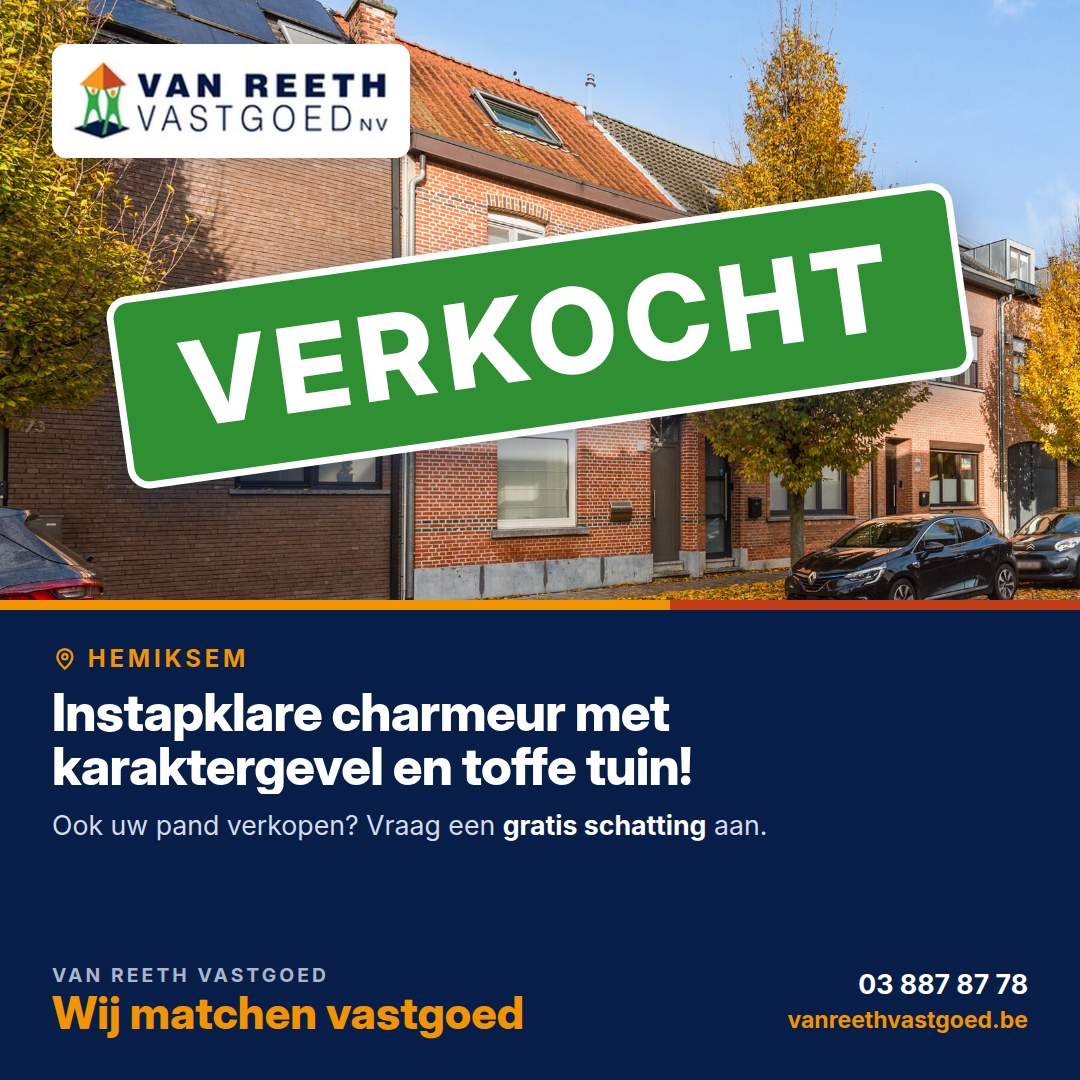 VAN REETH
VASTGOED NV
VERKOCHT
73
HEMIKSEM
Instapklare charmeur met
karaktergevel en toffe tuin!
Ook uw pand verkopen? Vraag een gratis schatting aan.
VAN REETH VASTGOED
Wij matchen vastgoed
03 887 87 78
vanreethvastgoed.be